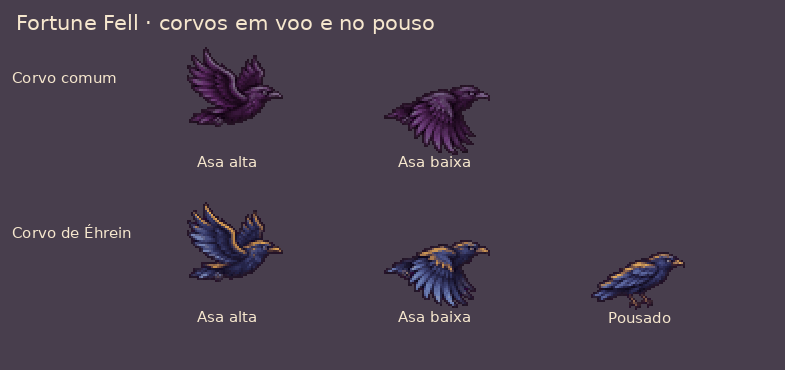 Fortune Fell · corvos em voo e no pouso
Corvo comum
Asa alta
Asa baixa
Corvo de Éhrein
Asa alta
Asa baixa
Pousado